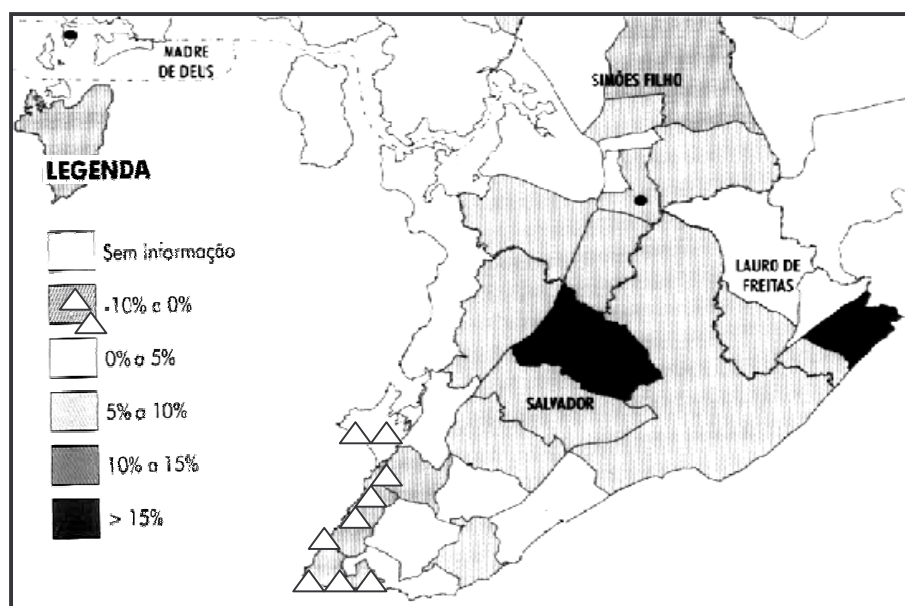 MADRE
DE DEUS
SIMÕES FILHO
LEGENDA
Sem informação
-10% a 0%
0% a 5%
5% a 10%
10% a 15%
> 15%
LAURO DE
FREITAS
SALVADOR